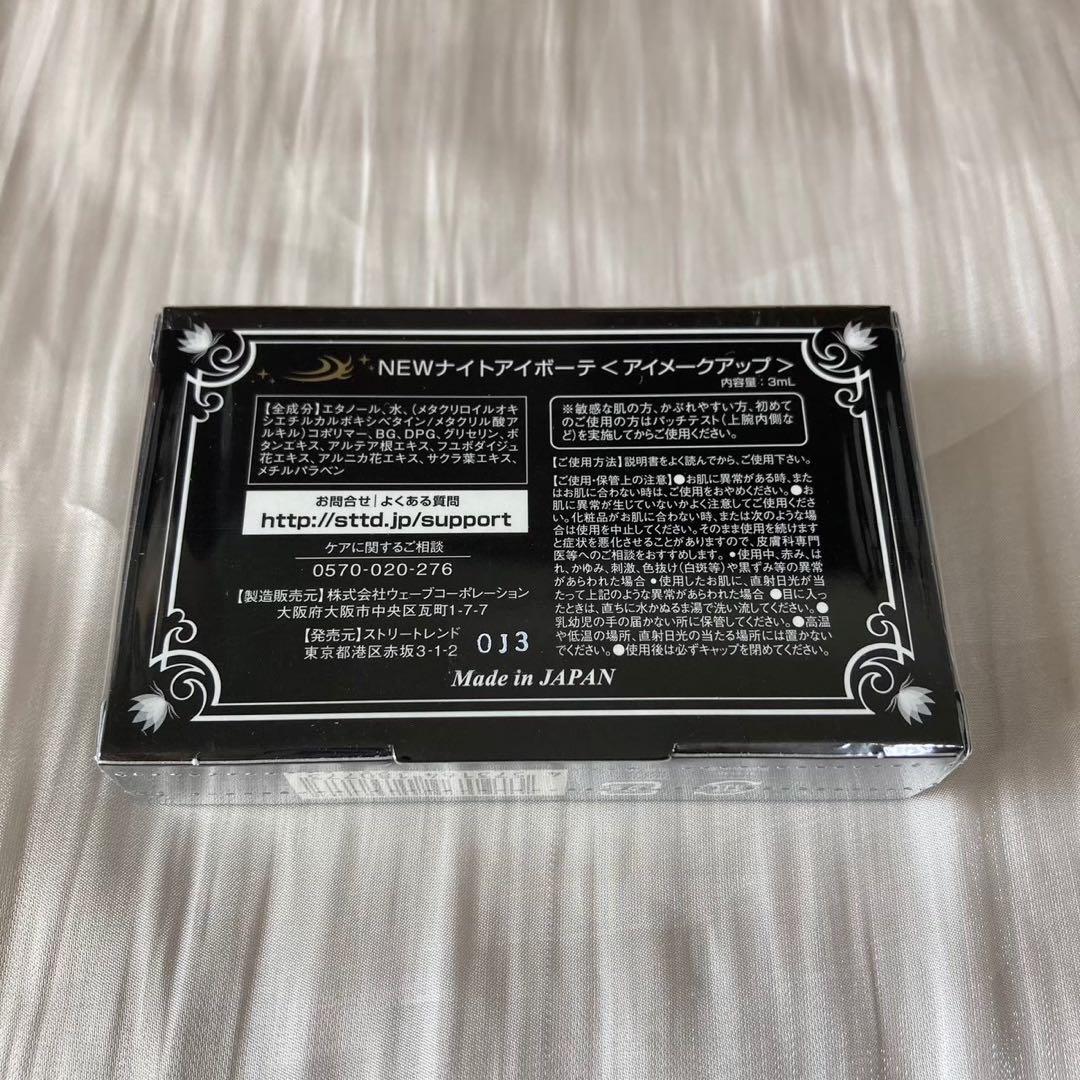 NEWナイトアイボーテ＜アイメークアップ＞
内容量：3mL
【全成分】エタノール、水、(メタクリロイルオキ
シエチルカルボキシベタイン/メタクリル酸ア
ルキル)コポリマー、BG、DPG、グリセリン、ボ
タンエキス、アルテア根エキス、フユボダイジュ
花エキス、アルニカ花エキス、サクラ葉エキス、
メチルパラベン
お問合せ|よくある質問
http://sttd.jp/support
ケアに関するご相談
0570-020-276
【製造販売元】株式会社ウェーブコーポレーション
大阪府大阪市中央区瓦町1-7-7
【発売元】ストリートレンド
東京都港区赤坂3-1-2
0J3
※敏感な肌の方、かぶれやすい方、初めて
のご使用の方はパッチテスト(上腕内側な
ど)を実施してからご使用ください。
【ご使用方法】説明書をよく読んでから、ご使用下さい。
【ご使用・保管上の注意】●お肌に異常がある時、また
はお肌に合わない時は、ご使用をおやめください。●お
肌に異常が生じていないかよく注意してご使用くださ
い。化粧品がお肌に合わない時、または次のような場
合は使用を中止してください。そのまま使用を続けます
と症状を悪化させることがありますので、皮膚科専門
医等へのご相談をおすすめします。●使用中、赤み、は
れ、かゆみ、刺激、色抜け(白斑等)や黒ずみ等の異常
があらわれた場合 ●使用したお肌に、直射日光が当
たって上記のような異常があらわれた場合 ●目に入っ
たときは、直ちに水かぬるま湯で洗い流してください。●
乳幼児の手の届かない所に保管してください。●高温
や低温の場所、直射日光の当たる場所には置かない
でください。●使用後は必ずキャップを閉めてください。
Made in JAPAN